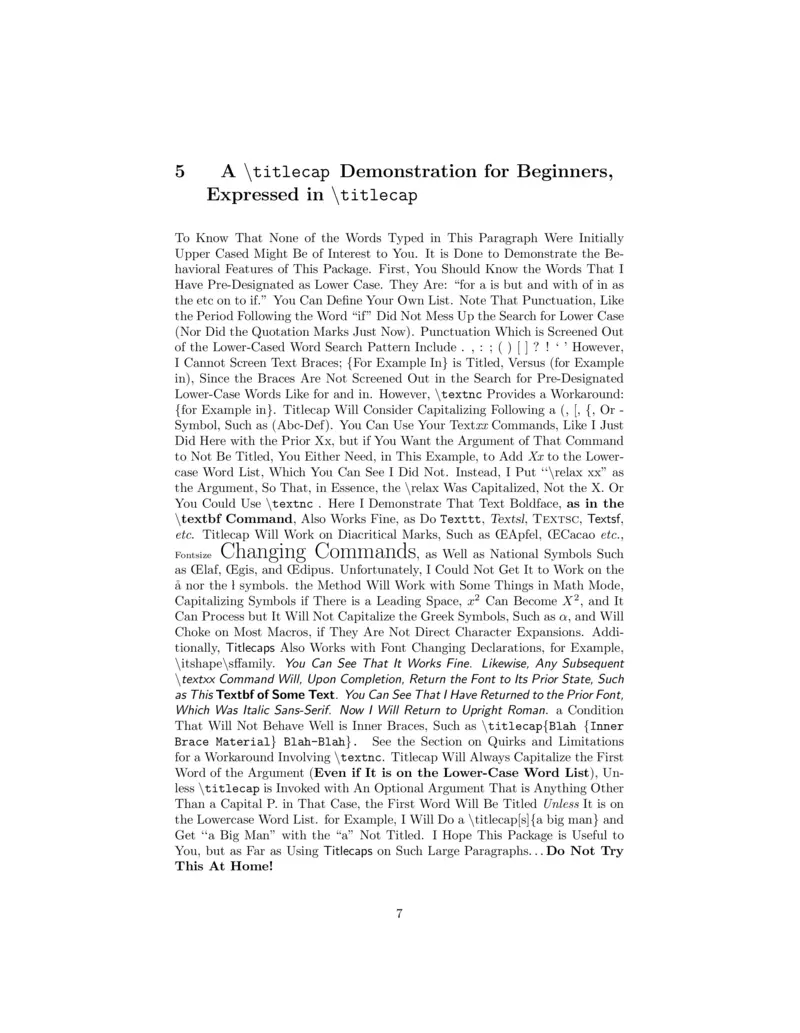 5 A \titlecap Demonstration for Beginners,
Expressed in \titlecap
To Know That None of the Words Typed in This Paragraph Were Initially
Upper Cased Might Be of Interest to You. It is Done to Demonstrate the Be-
havioral Features of This Package. First, You Should Know the Words That I
Have Pre-Designated as Lower Case. They Are: “for a is but and with of in as
the etc on to if.” You Can Define Your Own List. Note That Punctuation, Like
the Period Following the Word “if” Did Not Mess Up the Search for Lower Case
(Nor Did the Quotation Marks Just Now). Punctuation Which is Screened Out
of the Lower-Cased Word Search Pattern Include . , : ; ( ) [ ] ? ! ‘ ’ However,
I Cannot Screen Text Braces; {For Example In} is Titled, Versus (for Example
in), Since the Braces Are Not Screened Out in the Search for Pre-Designated
Lower-Case Words Like for and in. However, \textnc Provides a Workaround:
{for Example in}. Titlecap Will Consider Capitalizing Following a (, [, {, Or -
Symbol, Such as (Abc-Def). You Can Use Your Textxx Commands, Like I Just
Did Here with the Prior Xx, but if You Want the Argument of That Command
to Not Be Titled, You Either Need, in This Example, to Add Xx to the Lower-
case Word List, Which You Can See I Did Not. Instead, I Put ‘‘\relax xx” as
the Argument, So That, in Essence, the \relax Was Capitalized, Not the X. Or
You Could Use \textnc . Here I Demonstrate That Text Boldface, as in the
\textbf Command, Also Works Fine, as Do Texttt, Textsl, Textsc, Textsf,
etc. Titlecap Will Work on Diacritical Marks, Such as ŒApfel, ŒCacao etc.,
Fontsize Changing Commands, as Well as National Symbols Such
as Œlaf, Œgis, and Œdipus. Unfortunately, I Could Not Get It to Work on the
å nor the ł symbols. the Method Will Work with Some Things in Math Mode,
Capitalizing Symbols if There is a Leading Space, x² Can Become X², and It
Can Process but It Will Not Capitalize the Greek Symbols, Such as α, and Will
Choke on Most Macros, if They Are Not Direct Character Expansions. Addi-
tionally, Titlecaps Also Works with Font Changing Declarations, for Example,
\itshape\sffamily. You Can See That It Works Fine. Likewise, Any Subsequent
\textxx Command Will, Upon Completion, Return the Font to Its Prior State, Such
as This Textbf of Some Text. You Can See That I Have Returned to the Prior Font,
Which Was Italic Sans-Serif. Now I Will Return to Upright Roman. a Condition
That Will Not Behave Well is Inner Braces, Such as \titlecap{Blah {Inner
Brace Material} Blah-Blah}. See the Section on Quirks and Limitations
for a Workaround Involving \textnc. Titlecap Will Always Capitalize the First
Word of the Argument (Even if It is on the Lower-Case Word List), Un-
less \titlecap is Invoked with An Optional Argument That is Anything Other
Than a Capital P. in That Case, the First Word Will Be Titled Unless It is on
the Lowercase Word List. for Example, I Will Do a \titlecap[s]{a big man} and
Get ‘‘a Big Man” with the “a” Not Titled. I Hope This Package is Useful to
You, but as Far as Using Titlecaps on Such Large Paragraphs. . . Do Not Try
This At Home!
7